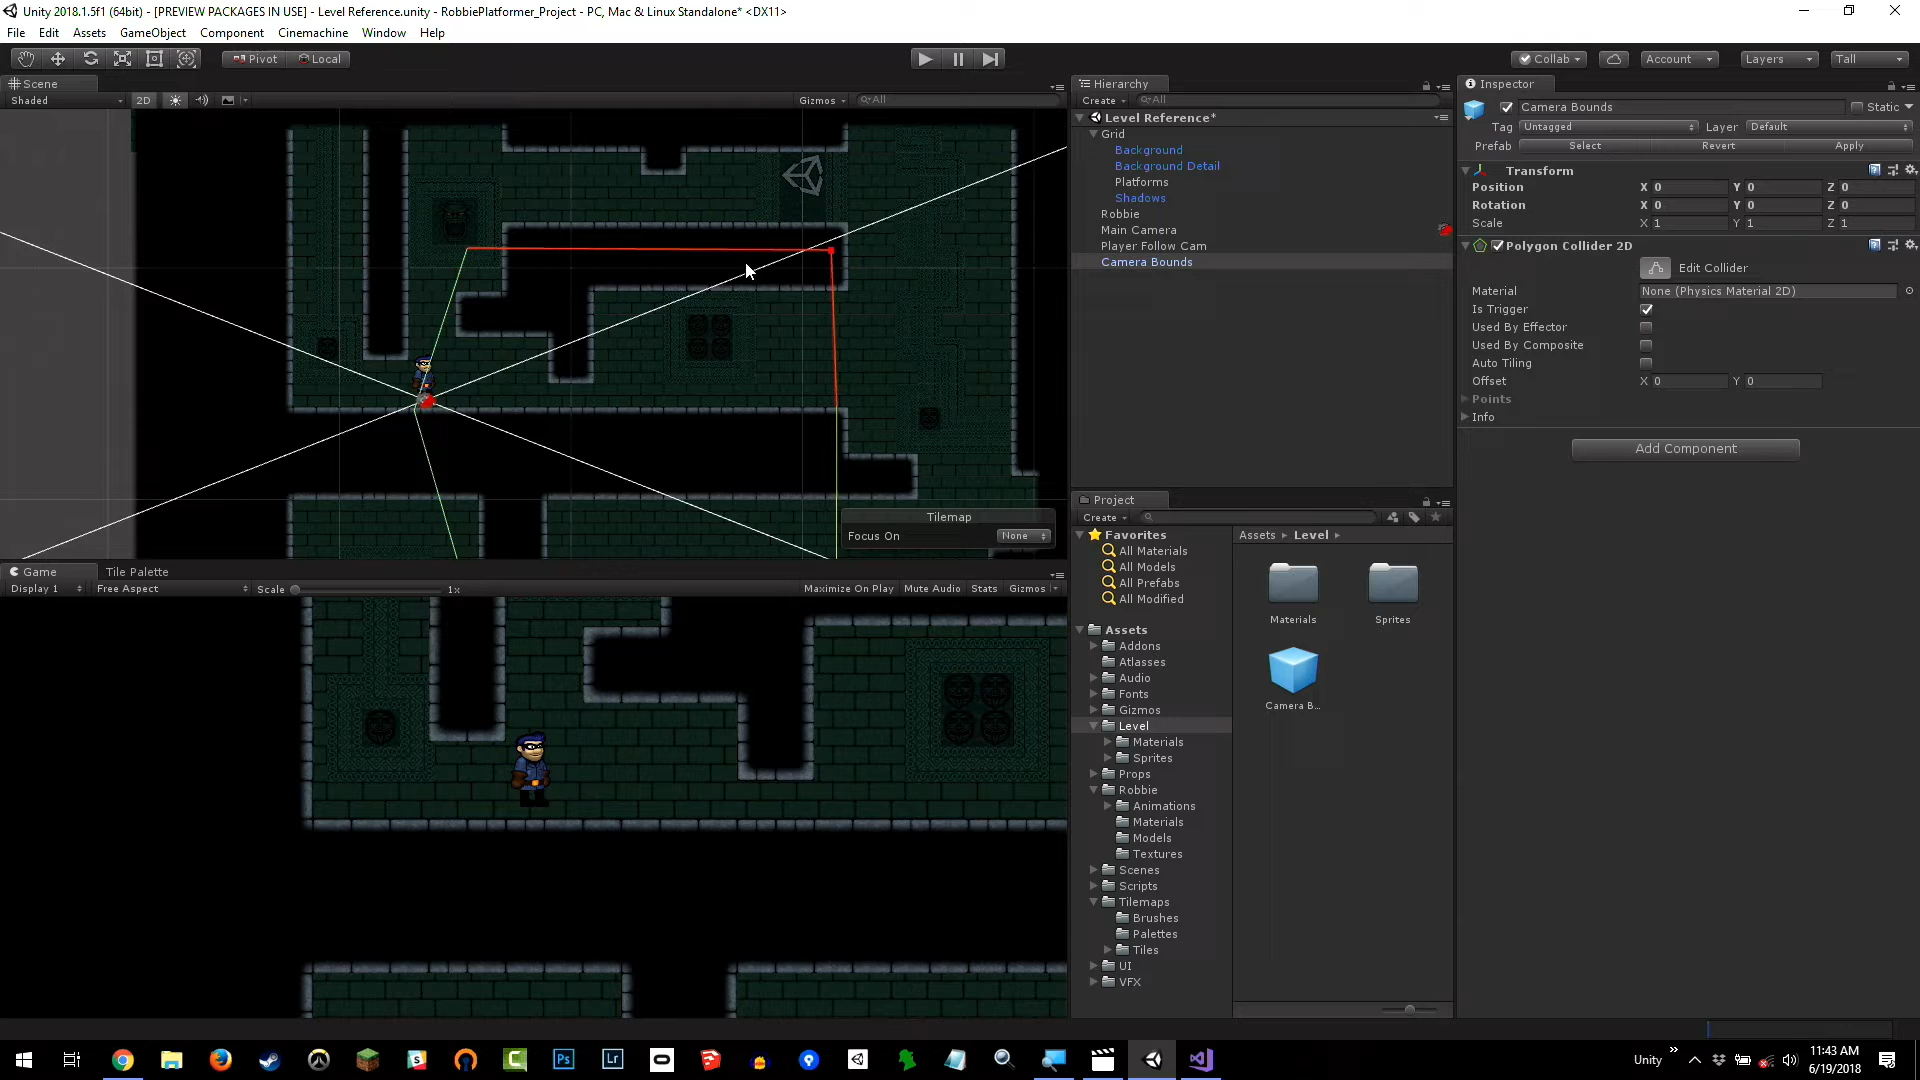 Unity 2018.1.5f1 (64bit) - [PREVIEW PACKAGES IN USE] - Level Reference.unity - RobbiePlatformer_Project - PC, Mac & Linux Standalone* <DX11>
File Edit Assets GameObject Component Cinemachine Window Help
Pivot Local
Collab Account Layers Tall
Scene
Shaded 2D Gizmos All
Tilemap
Focus On None
Game Tile Palette
Display 1 Free Aspect Scale 1x Maximize On Play Mute Audio Stats Gizmos
Hierarchy
Create All
Level Reference*
Grid
Background
Background Detail
Platforms
Shadows
Robbie
Main Camera
Player Follow Cam
Camera Bounds
Project
Create
Favorites
All Materials
All Models
All Prefabs
All Modified
Assets
Addons
Atlasses
Audio
Fonts
Gizmos
Level
Materials
Sprites
Props
Robbie
Animations
Materials
Models
Textures
Scenes
Scripts
Tilemaps
Brushes
Palettes
Tiles
UI
VFX
Assets Level
Materials Sprites
Camera B...
Inspector
Camera Bounds Static
Tag Untagged Layer Default
Prefab Select Revert Apply
Transform
Position X 0 Y 0 Z 0
Rotation X 0 Y 0 Z 0
Scale X 1 Y 1 Z 1
Polygon Collider 2D
Edit Collider
Material None (Physics Material 2D)
Is Trigger
Used By Effector
Used By Composite
Auto Tiling
Offset X 0 Y 0
Points
Info
Add Component
Ps Lr
Unity
11:43 AM
6/19/2018